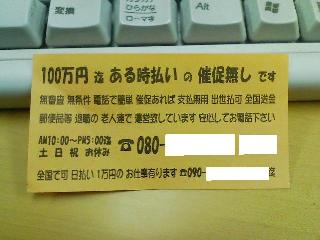 変換
カタカナ
ひらがな
ローマ字
Alt
100万円 迄 ある時払い の 催促無し です
無審査 無条件 電話で簡単 催促あれば 支払無用 出世払可 全国送金
郵便局等 退職の 老人達で 運営致しています 安心してお電話下さい
AM10:00～PM5:00迄
土 日 祝 お休み ☎080-
全国で可 日払い 1万円の お仕事有ります ☎090- 迄